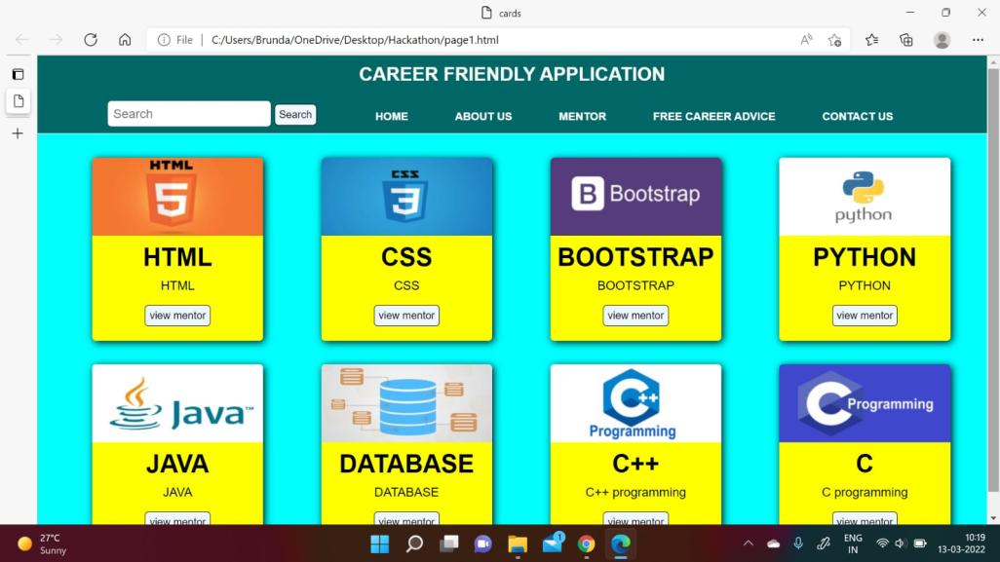 cards
File C:/Users/Brunda/OneDrive/Desktop/Hackathon/page1.html
CAREER FRIENDLY APPLICATION
Search Search HOME ABOUT US MENTOR FREE CAREER ADVICE CONTACT US
HTML
5
CSS
3
B Bootstrap
python
HTML CSS BOOTSTRAP PYTHON
HTML CSS BOOTSTRAP PYTHON
view mentor view mentor view mentor view mentor
Java™
C++
Programming
C Programming
JAVA DATABASE C++ C
JAVA DATABASE C++ programming C programming
view mentor view mentor view mentor view mentor
27°C
Sunny
1
ENG
IN
10:19
13-03-2022